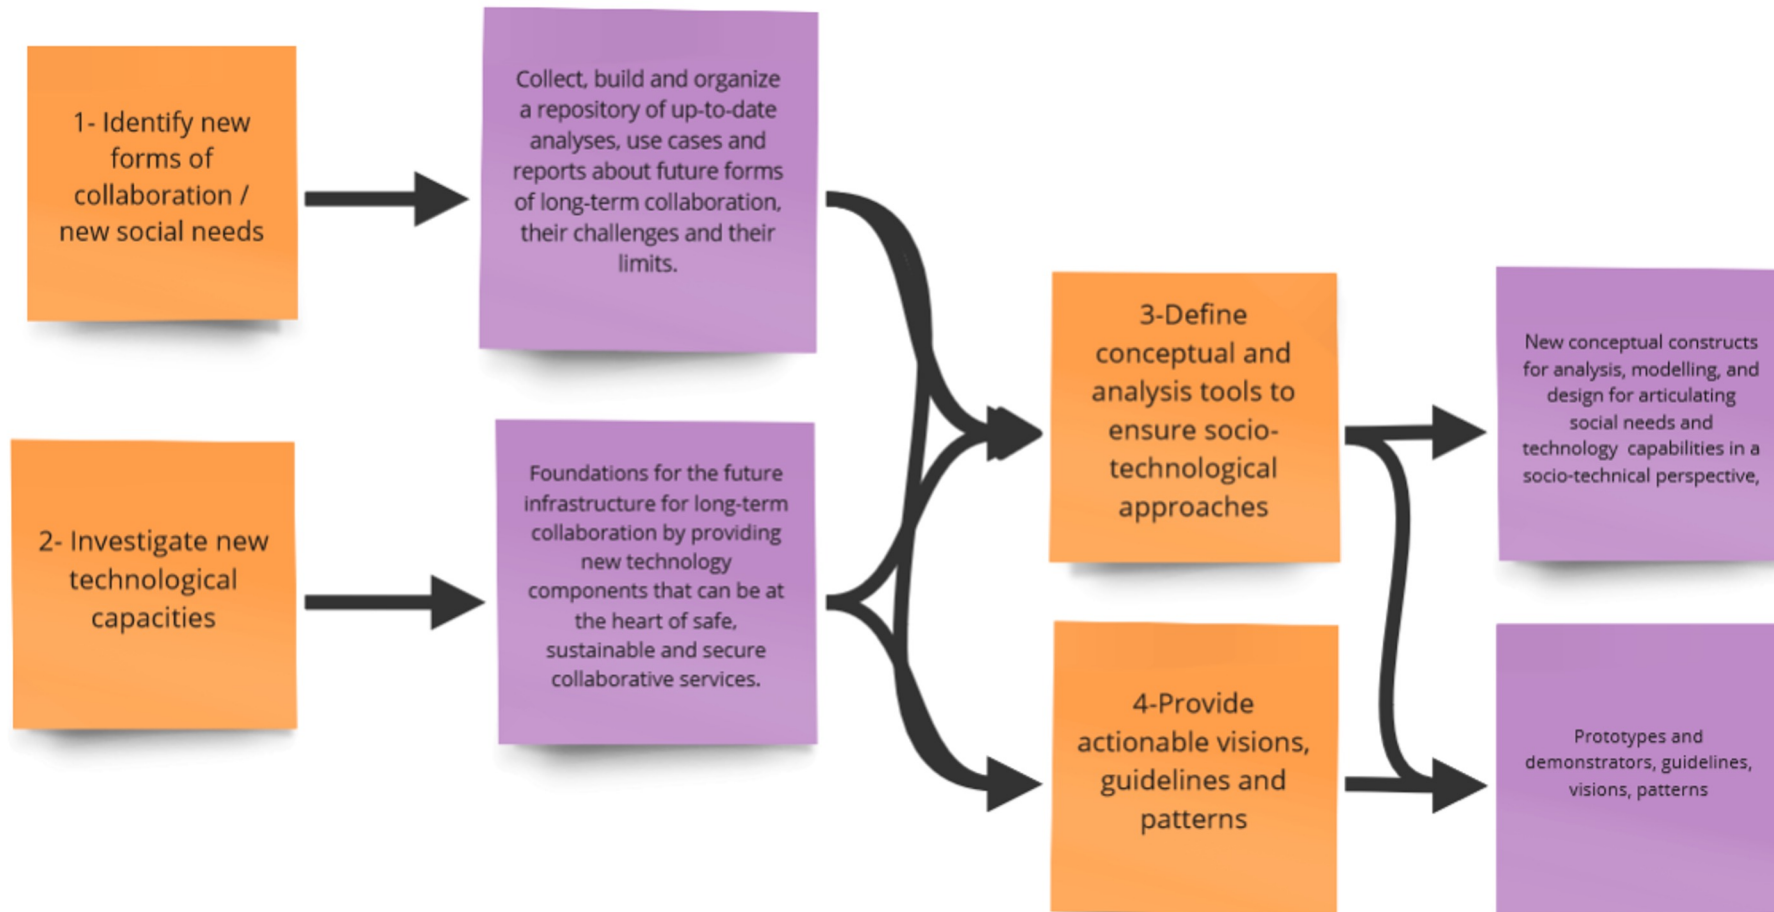 1- Identify new
forms of
collaboration /
new social needs
Collect, build and organize
a repository of up-to-date
analyses, use cases and
reports about future forms
of long-term collaboration,
their challenges and their
limits.
2- Investigate new
technological
capacities
Foundations for the future
infrastructure for long-term
collaboration by providing
new technology
components that can be at
the heart of safe,
sustainable and secure
collaborative services.
3-Define
conceptual and
analysis tools to
ensure socio-
technological
approaches
New conceptual constructs
for analysis, modelling, and
design for articulating
social needs and
technology capabilities in a
socio-technical perspective,
4-Provide
actionable visions,
guidelines and
patterns
Prototypes and
demonstrators, guidelines,
visions, patterns